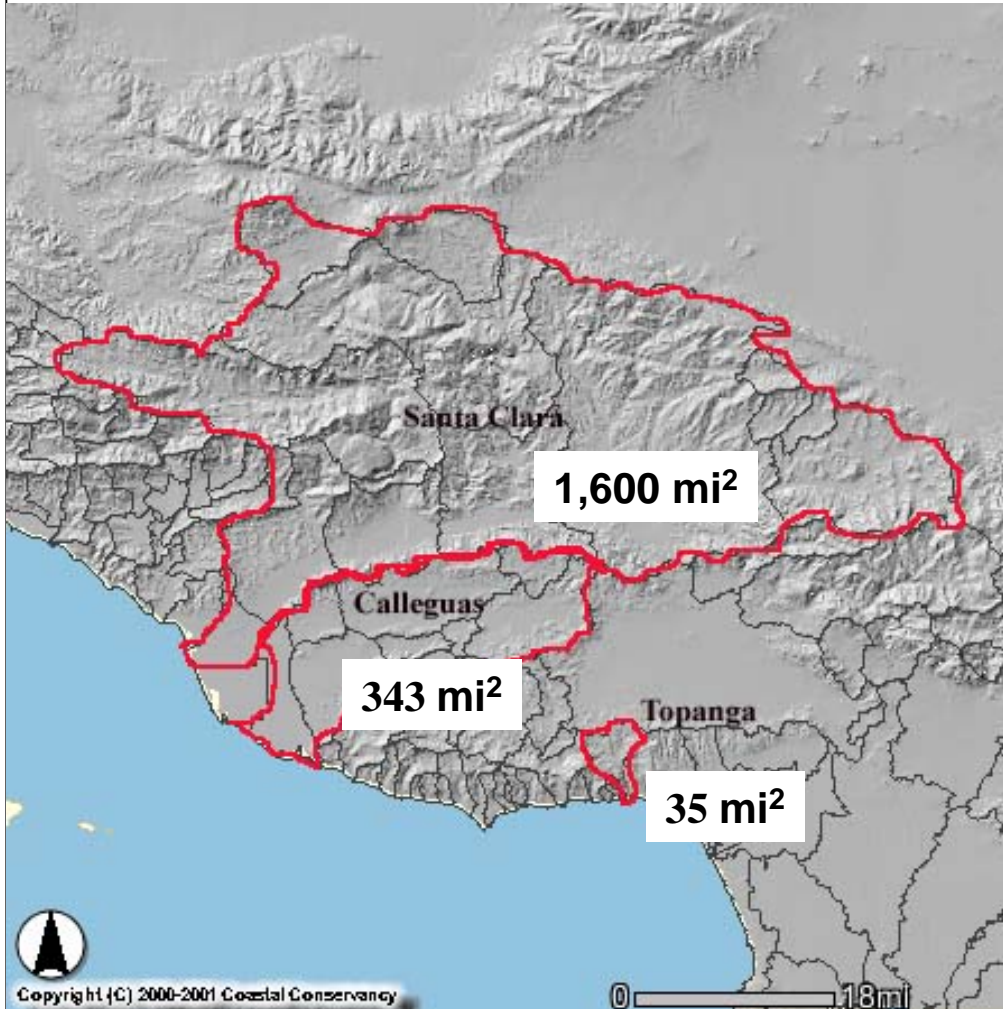 Santa Clara
1,600 mi²
Calleguas
343 mi²
Topanga
35 mi²
Copyright (C) 2000-2001 Coastal Conservancy
0 18mi